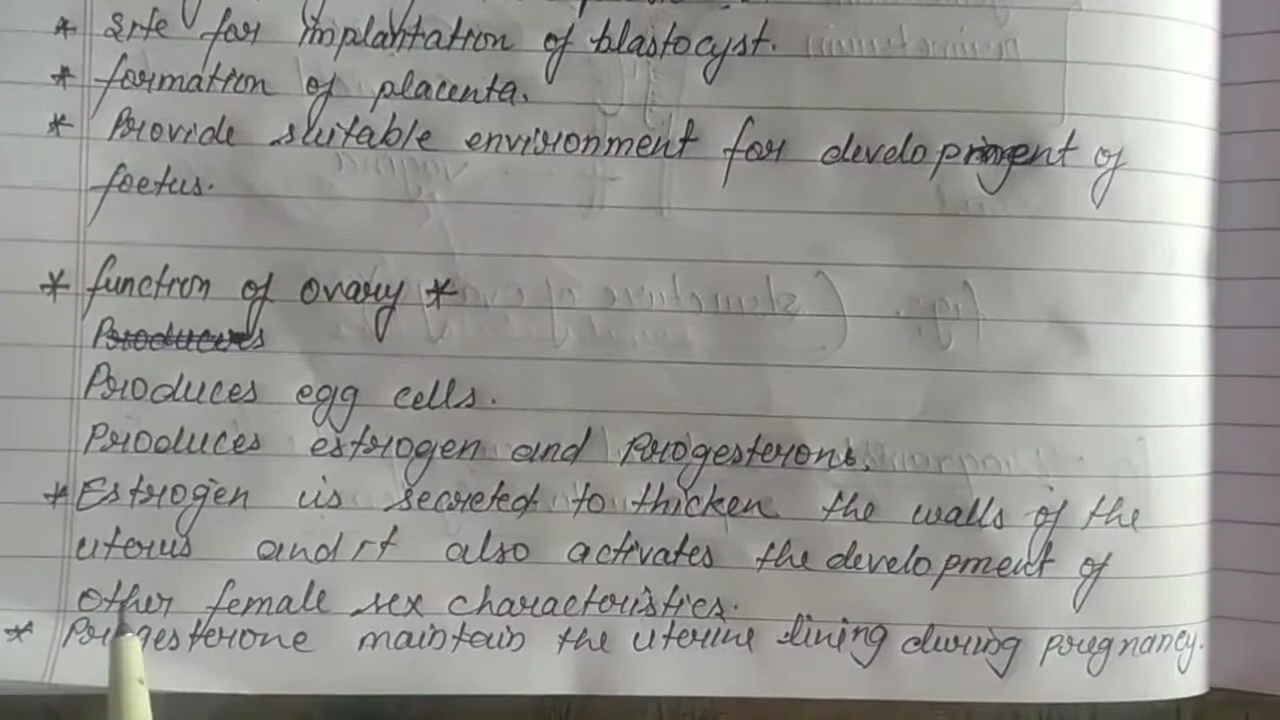 * site for implantation of blastocyst.
* formation of placenta.
* Provide suitable environment for development of
foetus.
* function of ovary *
Produces
Produces egg cells.
Produces estrogen and Progesterons.
* Estrogen is secreted to thicken the walls of the
uterus and it also activates the development of
other female sex characteristics.
* Progesterone maintain the uterine lining during pregnancy.